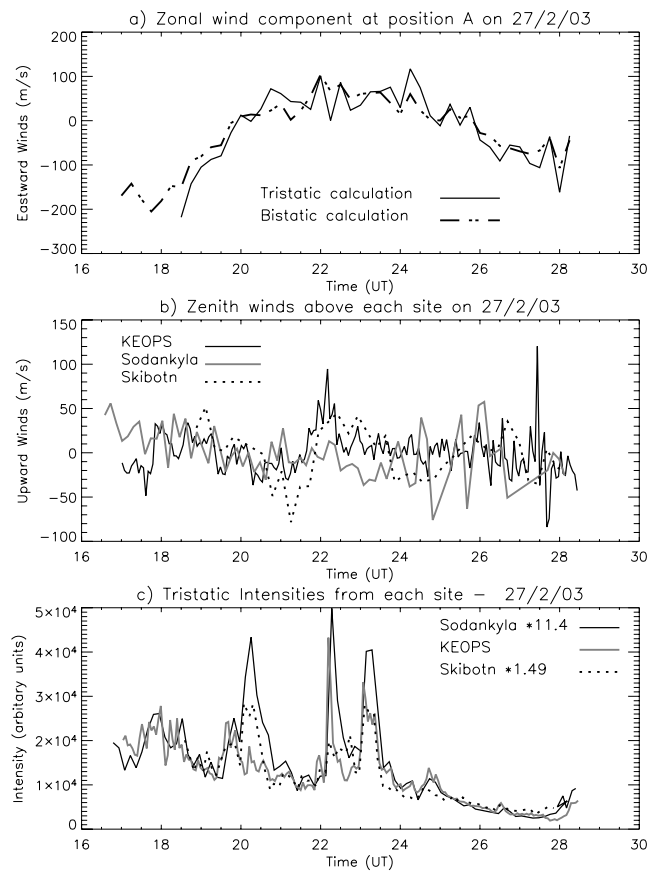 a) Zonal wind component at position A on 27/2/03
200
100
0
−100
−200
−300
Eastward Winds (m/s)
Tristatic calculation
Bistatic calculation
16 18 20 22 24 26 28 30
Time (UT)
b) Zenith winds above each site on 27/2/03
150
100
50
0
−50
−100
Upward Winds (m/s)
KEOPS
Sodankyla
Skibotn
16 18 20 22 24 26 28 30
Time (UT)
c) Tristatic Intensities from each site − 27/2/03
5×10⁴
4×10⁴
3×10⁴
2×10⁴
1×10⁴
0
Intensity (arbitary units)
Sodankyla *11.4
KEOPS
Skibotn *1.49
16 18 20 22 24 26 28 30
Time (UT)